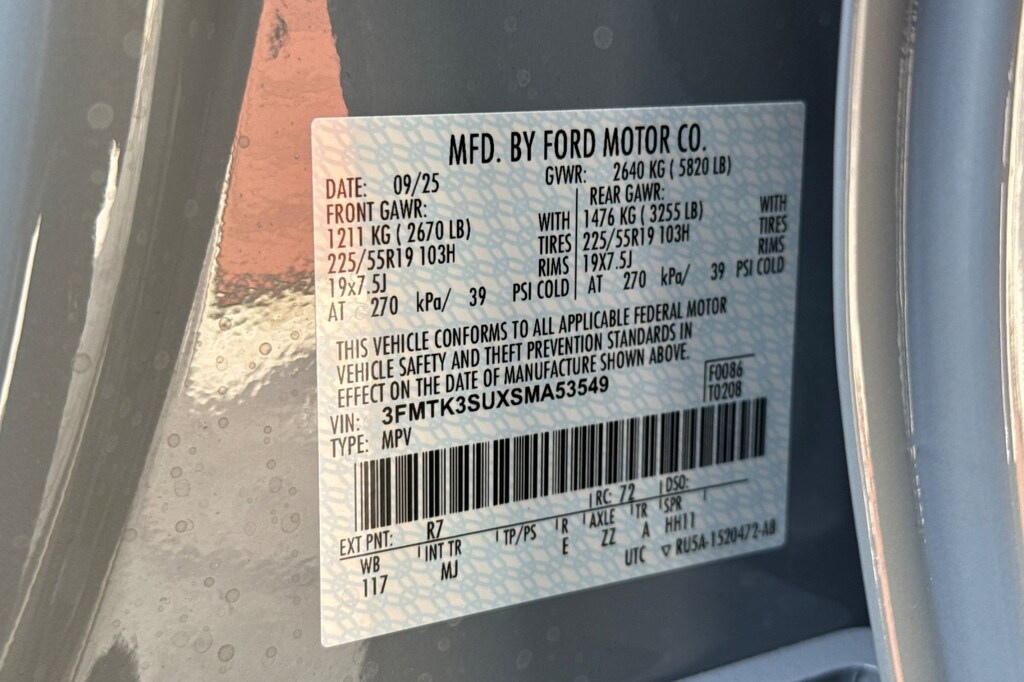 MFD. BY FORD MOTOR CO.
DATE: 09/25 GVWR: 2640 KG ( 5820 LB)
FRONT GAWR: REAR GAWR:
1211 KG ( 2670 LB) WITH 1476 KG ( 3255 LB) WITH
225/55R19 103H TIRES 225/55R19 103H TIRES
19x7.5J RIMS 19x7.5J RIMS
AT 270 kPa/ 39 PSI COLD AT 270 kPa/ 39 PSI COLD
THIS VEHICLE CONFORMS TO ALL APPLICABLE FEDERAL MOTOR
VEHICLE SAFETY AND THEFT PREVENTION STANDARDS IN
EFFECT ON THE DATE OF MANUFACTURE SHOWN ABOVE.
VIN: 3FMTK3SUXSMA53549 F0086
TYPE: MPV T0208
EXT PNT: R7 RC: 72 DSO:
WB INT TR TP/PS R AXLE TR SPR
117 MJ E ZZ A HH11
UTC ▽ RU5A-1520472-AB